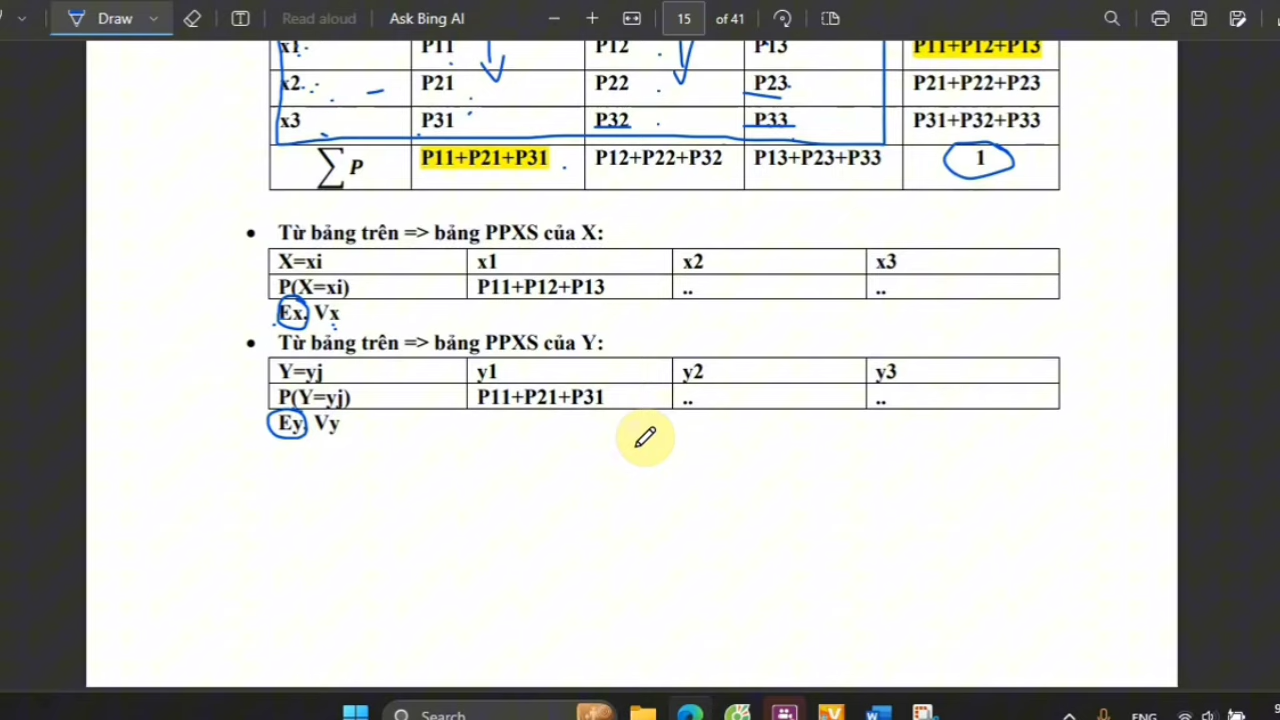 Draw Read aloud Ask Bing AI 15 of 41
x1 P11 P12 P13 P11+P12+P13
x2 P21 P22 P23 P21+P22+P23
x3 P31 P32 P33 P31+P32+P33
∑P P11+P21+P31 P12+P22+P32 P13+P23+P33 1
• Từ bảng trên => bảng PPXS của X:
X=xi x1 x2 x3
P(X=xi) P11+P12+P13 .. ..
Ex, Vx
• Từ bảng trên => bảng PPXS của Y:
Y=yj y1 y2 y3
P(Y=yj) P11+P21+P31 .. ..
Ey, Vy
Search ENG